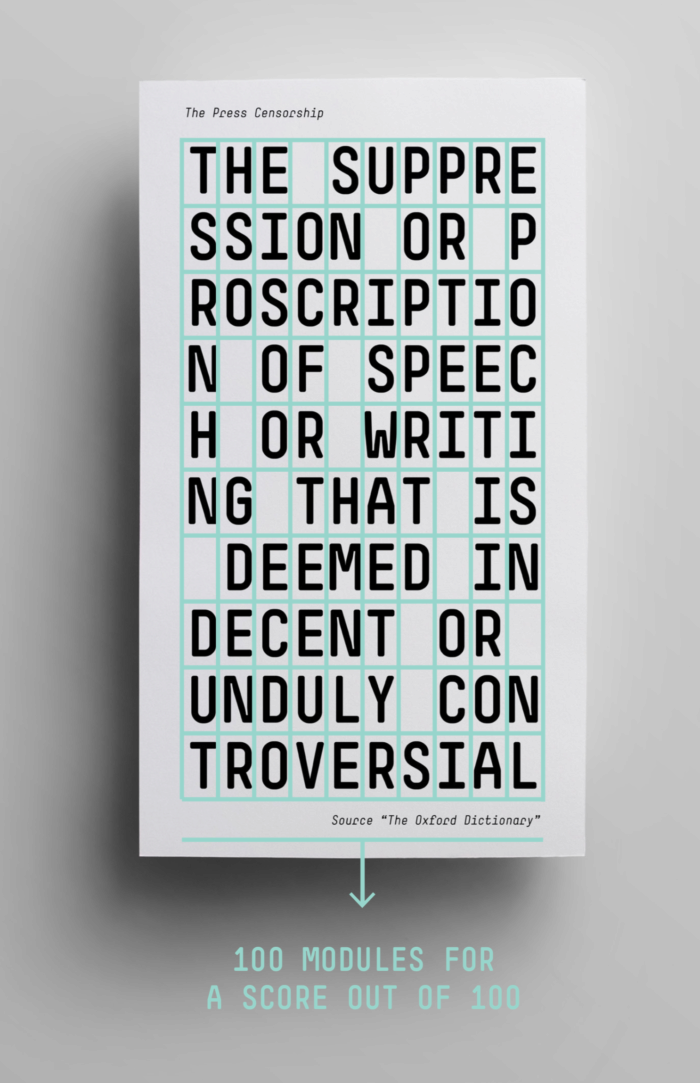 The Press Censorship
THE SUPPRE
SSION OR P
ROSCRIPTIO
N OF SPEEC
H OR WRITI
NG THAT IS
 DEEMED IN
DECENT OR
UNDULY CON
TROVERSIAL
Source “The Oxford Dictionary”
100 MODULES FOR
A SCORE OUT OF 100